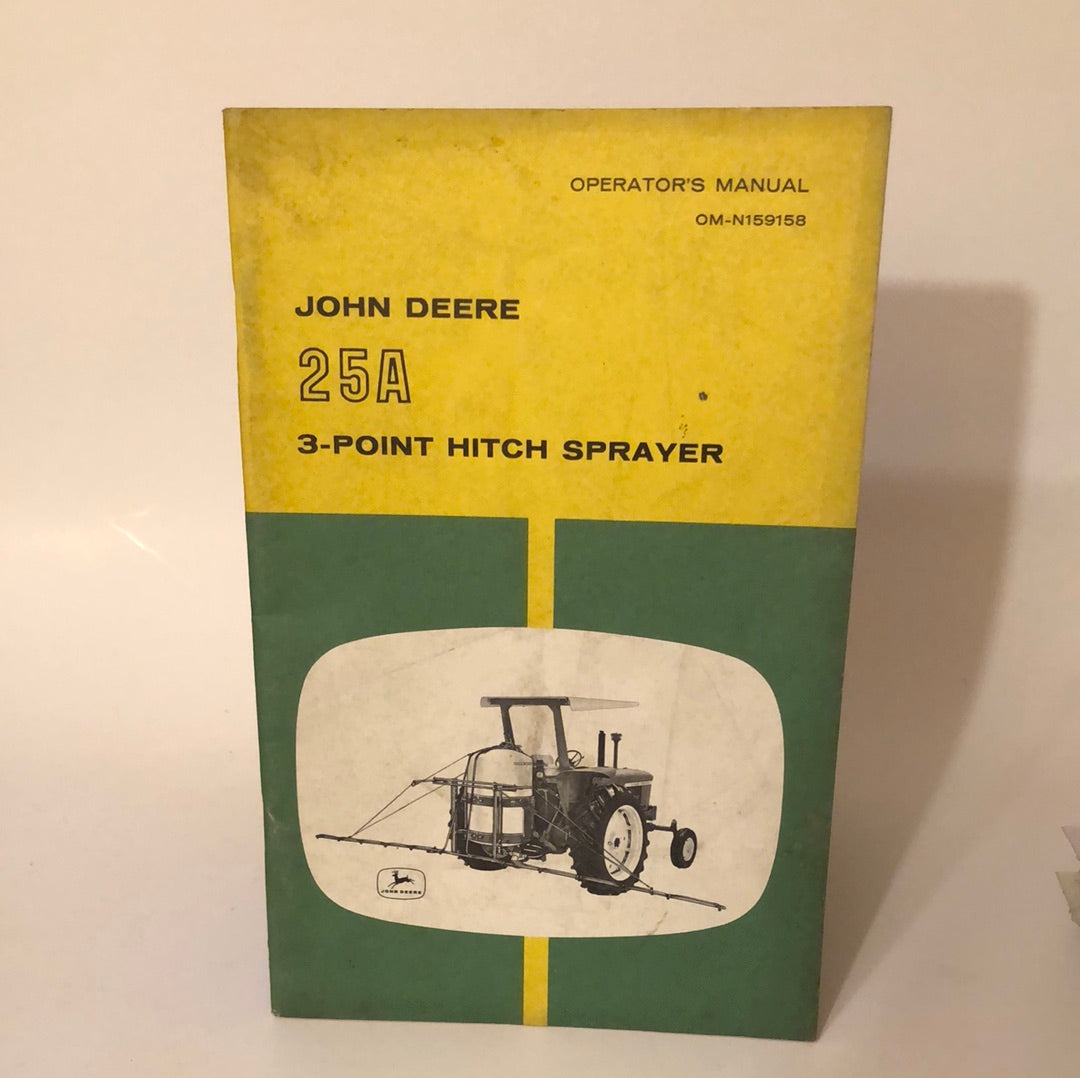 OPERATOR'S MANUAL
OM-N159158
JOHN DEERE
25A
3-POINT HITCH SPRAYER
JOHN DEERE